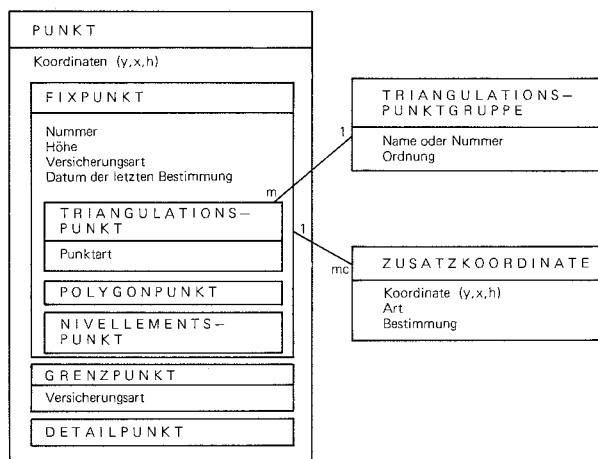 PUNKT
Koordinaten (y,x,h)
FIXPUNKT
Nummer
Höhe
Versicherungsart
Datum der letzten Bestimmung
TRIANGULATIONS–
PUNKT
Punktart
POLYGONPUNKT
NIVELLEMENTS–
PUNKT
GRENZPUNKT
Versicherungsart
DETAILPUNKT
m
1
1
mc
TRIANGULATIONS–
PUNKTGRUPPE
Name oder Nummer
Ordnung
ZUSATZKOORDINATE
Koordinate (y,x,h)
Art
Bestimmung